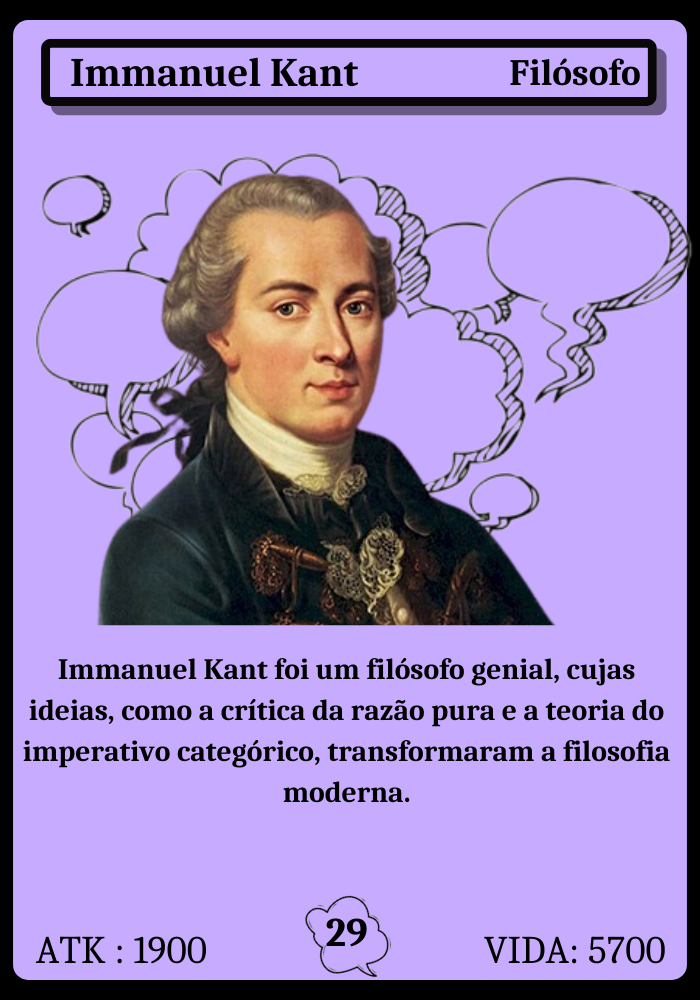 Immanuel Kant Filósofo
Immanuel Kant foi um filósofo genial, cujas
ideias, como a crítica da razão pura e a teoria do
imperativo categórico, transformaram a filosofia
moderna.
ATK : 1900 29 VIDA: 5700